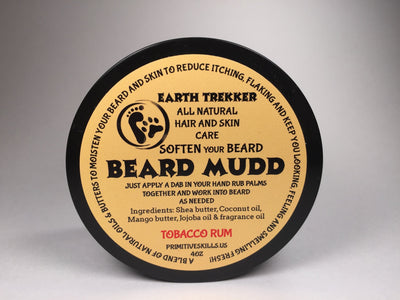 A BLEND OF NATURAL OILS & BUTTERS TO MOISTEN YOUR BEARD AND SKIN TO REDUCE ITCHING, FLAKING AND KEEP YOU LOOKING, FEELING AND SMELLING FRESH!
EARTH TREKKER
ALL NATURAL
HAIR AND SKIN
CARE
SOFTEN YOUR BEARD
BEARD MUDD
JUST APPLY A DAB IN YOUR HAND RUB PALMS
TOGETHER AND WORK INTO BEARD
AS NEEDED
Ingredients: Shea butter, Coconut oil,
Mango butter, Jojoba oil & fragrance oil
TOBACCO RUM
PRIMITIVESKILLS.US
4OZ